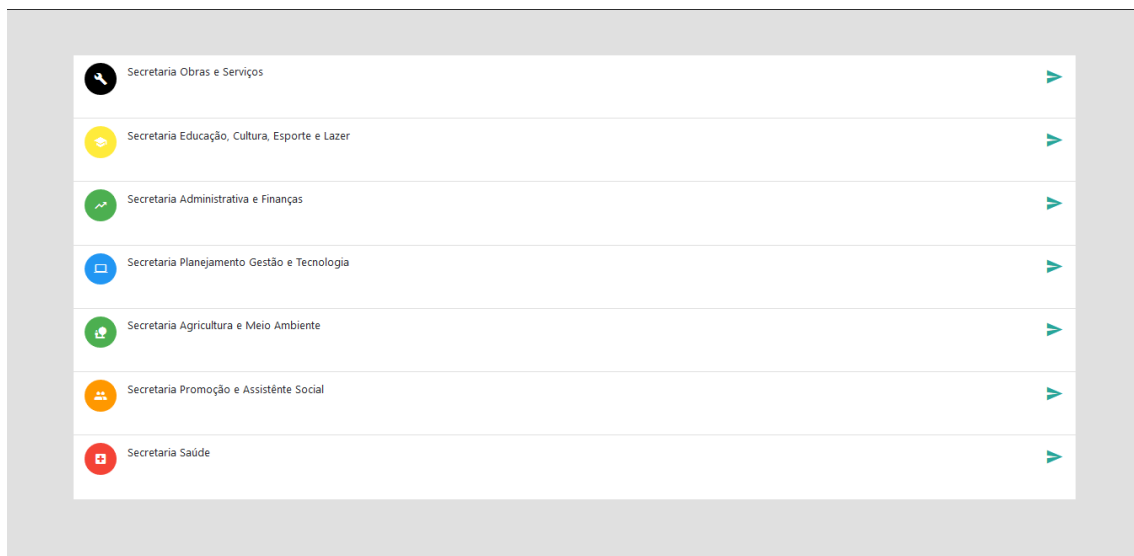 Secretaria Obras e Serviços
Secretaria Educação, Cultura, Esporte e Lazer
Secretaria Administrativa e Finanças
Secretaria Planejamento Gestão e Tecnologia
Secretaria Agricultura e Meio Ambiente
Secretaria Promoção e Assistênte Social
Secretaria Saúde